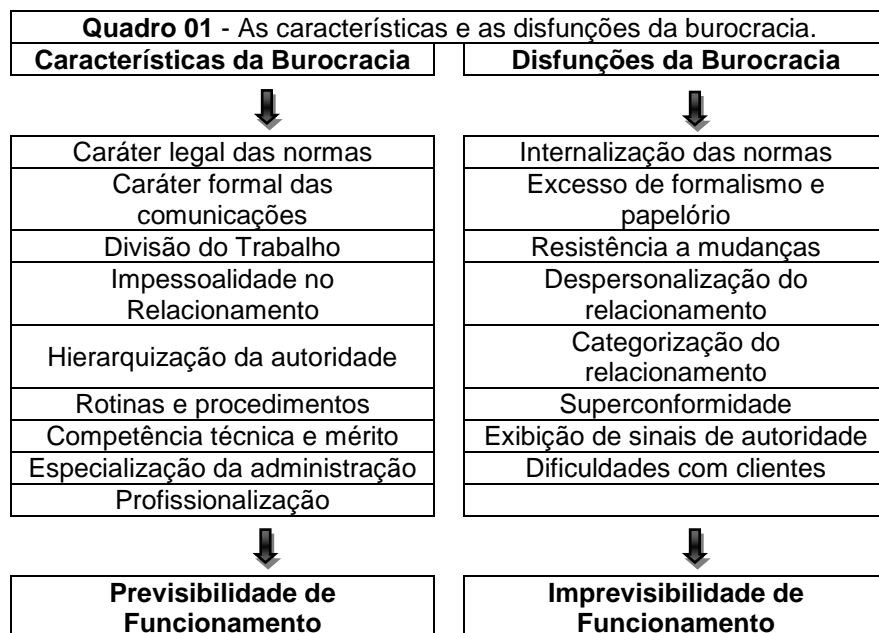 Quadro 01 - As características e as disfunções da burocracia.
Características da Burocracia
Disfunções da Burocracia
Caráter legal das normas
Internalização das normas
Caráter formal das
comunicações
Excesso de formalismo e
papelório
Divisão do Trabalho
Resistência a mudanças
Impessoalidade no
Relacionamento
Despersonalização do
relacionamento
Hierarquização da autoridade
Categorização do
relacionamento
Rotinas e procedimentos
Superconformidade
Competência técnica e mérito
Exibição de sinais de autoridade
Especialização da administração
Dificuldades com clientes
Profissionalização
Previsibilidade de
Funcionamento
Imprevisibilidade de
Funcionamento